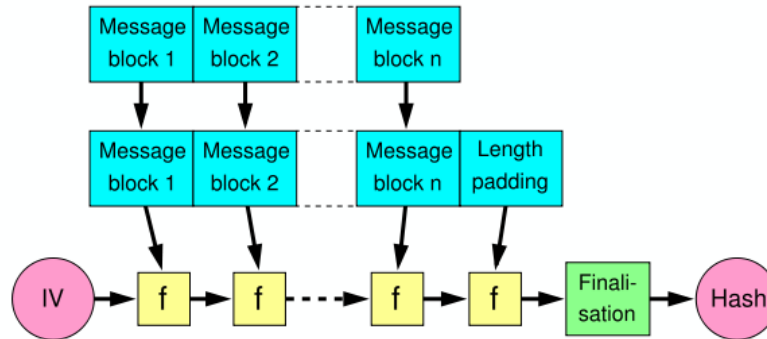 Message
block 1
Message
block 2
Message
block n
Message
block 1
Message
block 2
Message
block n
Length
padding
IV
f
f
f
f
Finali-
sation
Hash